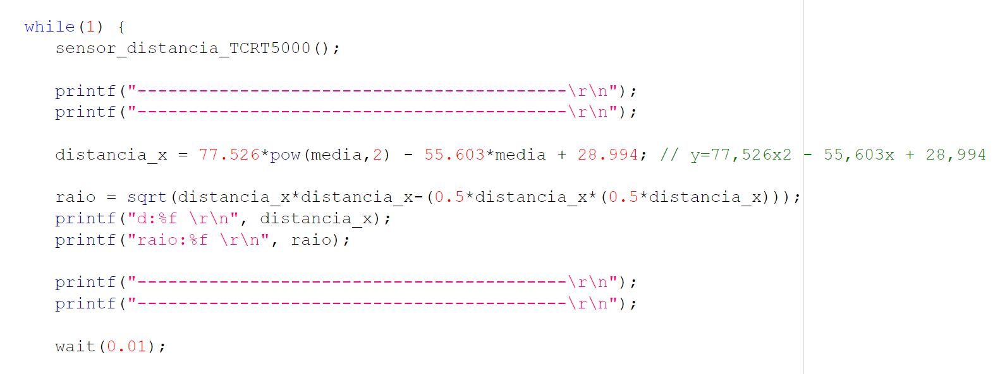 while(1) {
sensor_distancia_TCRT5000();
printf("------------------------------------------\r\n");
printf("------------------------------------------\r\n");
distancia_x = 77.526*pow(media,2) - 55.603*media + 28.994; // y=77,526x2 - 55,603x + 28,994
raio = sqrt(distancia_x*distancia_x-(0.5*distancia_x*(0.5*distancia_x)));
printf("d:%f \r\n", distancia_x);
printf("raio:%f \r\n", raio);
printf("------------------------------------------\r\n");
printf("------------------------------------------\r\n");
wait(0.01);